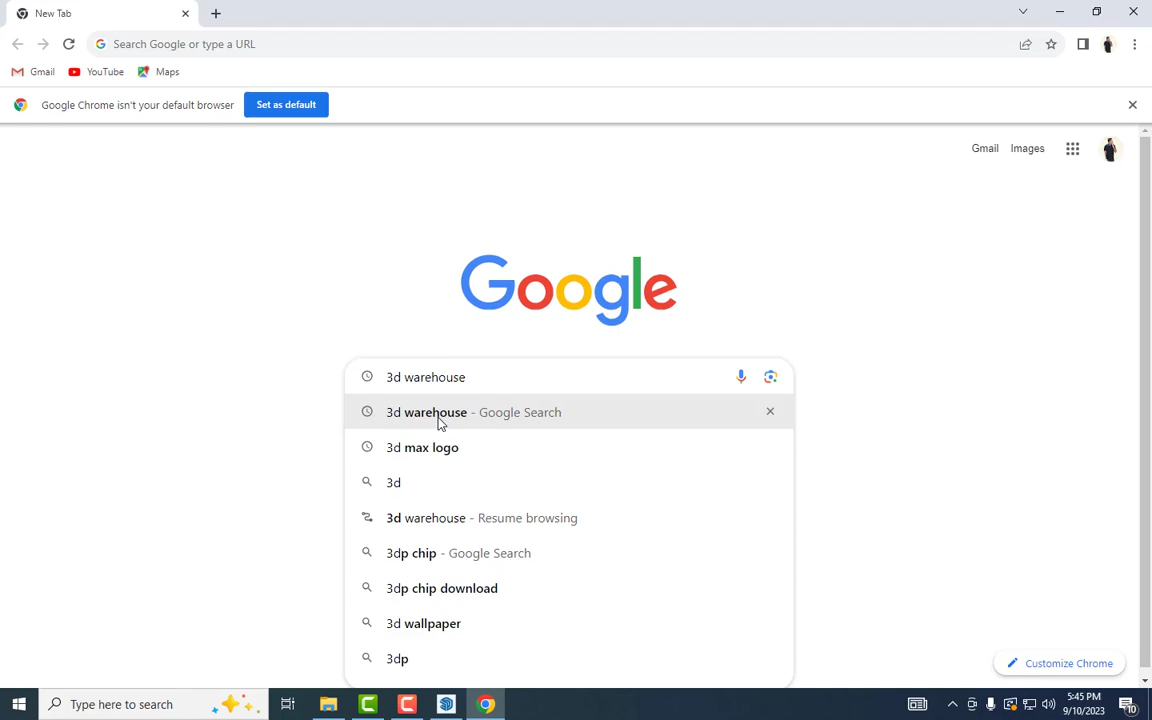 New Tab
Search Google or type a URL
Gmail YouTube Maps
Google Chrome isn't your default browser Set as default
Gmail Images
Google
3d warehouse
3d warehouse - Google Search
3d max logo
3d
3d warehouse - Resume browsing
3dp chip - Google Search
3dp chip download
3d wallpaper
3dp
Customize Chrome
Type here to search
5:45 PM
9/10/2023
10